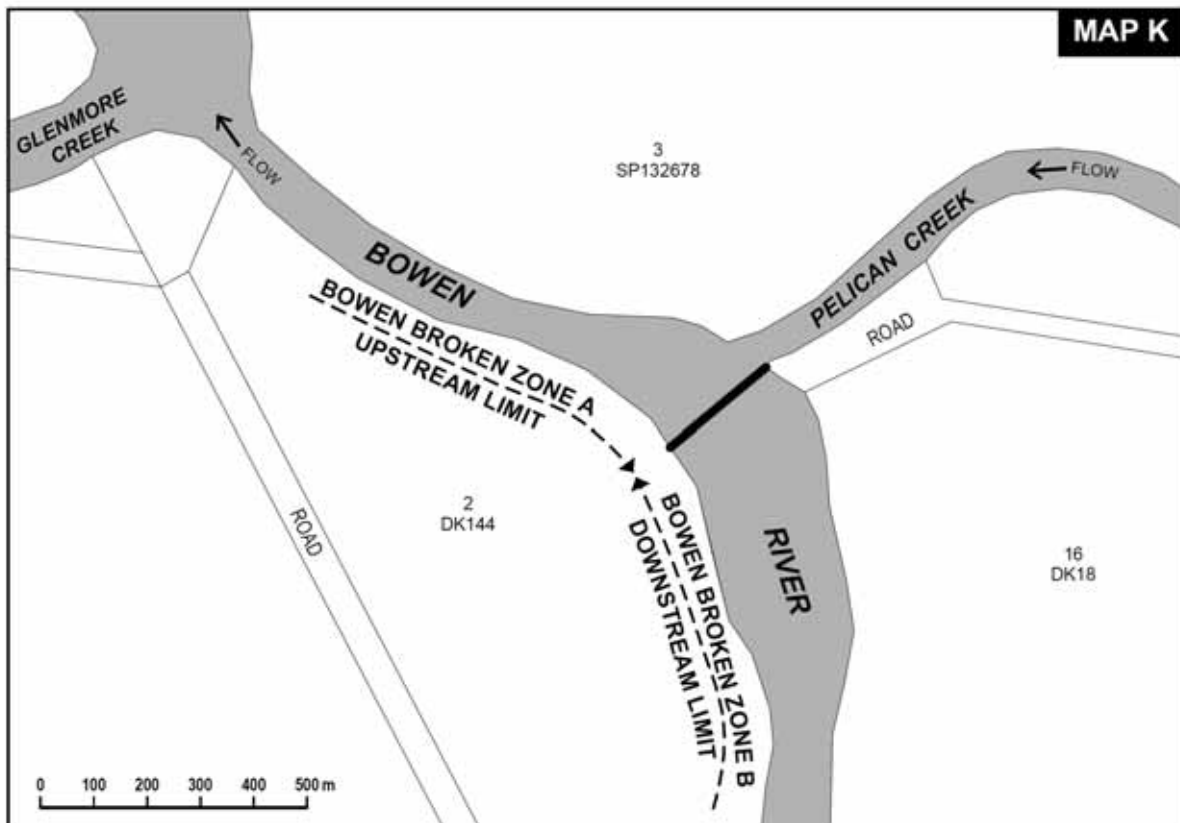 MAP K
GLENMORE
CREEK
FLOW
3
SP132678
FLOW
PELICAN CREEK
BOWEN
ROAD
BOWEN BROKEN ZONE A
UPSTREAM LIMIT
2
DK144
ROAD
BOWEN BROKEN ZONE B
DOWNSTREAM LIMIT
RIVER
16
DK18
0 100 200 300 400 500 m